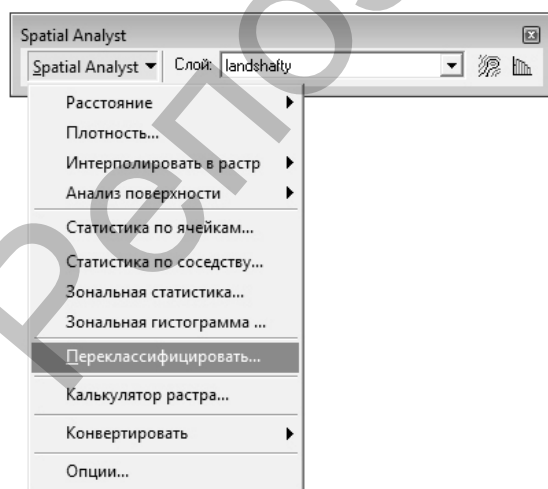 Spatial Analyst
Spatial Analyst Слой: landshafty
Расстояние
Плотность...
Интерполировать в растр
Анализ поверхности
Статистика по ячейкам...
Статистика по соседству...
Зональная статистика...
Зональная гистограмма ...
Переклассифицировать...
Калькулятор растра...
Конвертировать
Опции...
Репоз